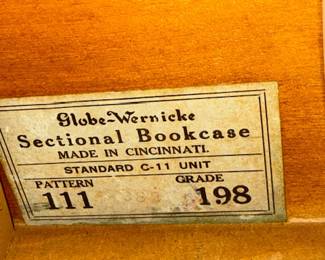 Globe-Wernicke
Sectional Bookcase
MADE IN CINCINNATI.
STANDARD C-11 UNIT
PATTERN GRADE
111 198